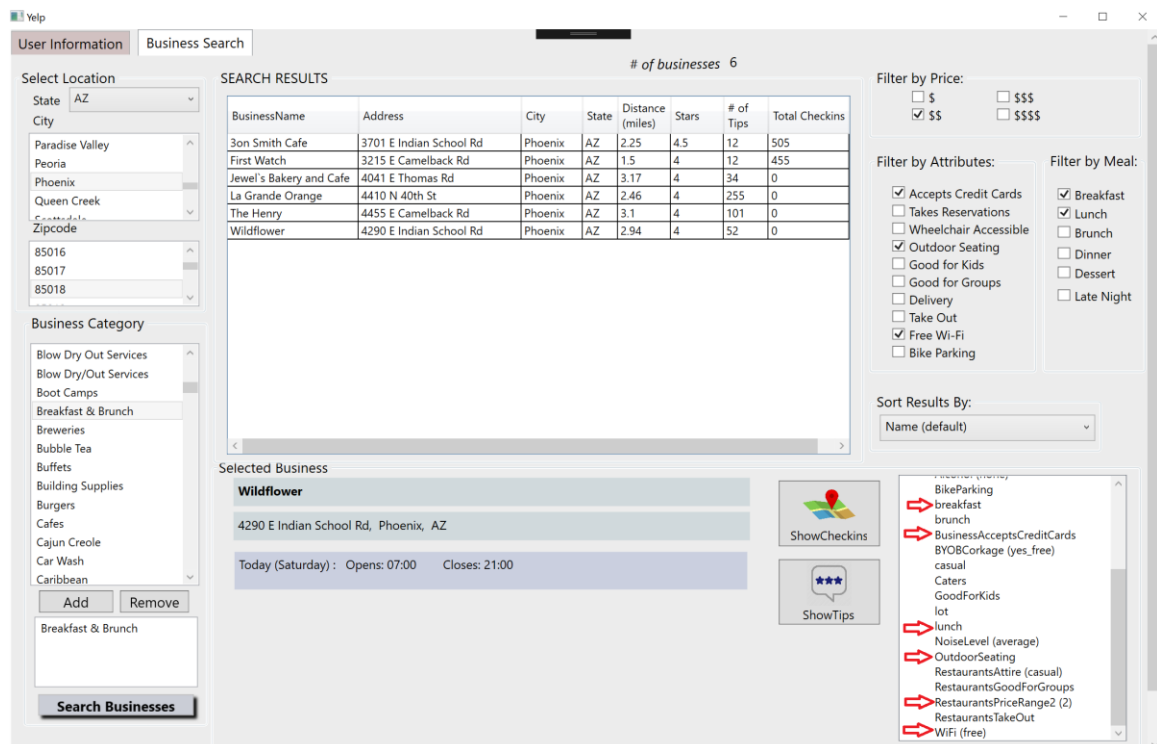 Yelp
User Information
Business Search
# of businesses 6
Select Location
State AZ
City
Paradise Valley
Peoria
Phoenix
Queen Creek
Zipcode
85016
85017
85018
Business Category
Blow Dry Out Services
Blow Dry/Out Services
Boot Camps
Breakfast & Brunch
Breweries
Bubble Tea
Buffets
Building Supplies
Burgers
Cafes
Cajun Creole
Car Wash
Caribbean
Add Remove
Breakfast & Brunch
Search Businesses
SEARCH RESULTS
BusinessName Address City State Distance (miles) Stars # of Tips Total Checkins
3on Smith Cafe 3701 E Indian School Rd Phoenix AZ 2.25 4.5 12 505
First Watch 3215 E Camelback Rd Phoenix AZ 1.5 4 12 455
Jewel`s Bakery and Cafe 4041 E Thomas Rd Phoenix AZ 3.17 4 34 0
La Grande Orange 4410 N 40th St Phoenix AZ 2.46 4 255 0
The Henry 4455 E Camelback Rd Phoenix AZ 3.1 4 101 0
Wildflower 4290 E Indian School Rd Phoenix AZ 2.94 4 52 0
Filter by Price:
$ $$$
$$ $$$$
Filter by Attributes:
Accepts Credit Cards
Takes Reservations
Wheelchair Accessible
Outdoor Seating
Good for Kids
Good for Groups
Delivery
Take Out
Free Wi-Fi
Bike Parking
Filter by Meal:
Breakfast
Lunch
Brunch
Dinner
Dessert
Late Night
Sort Results By:
Name (default)
Selected Business
Wildflower
4290 E Indian School Rd, Phoenix, AZ
Today (Saturday) : Opens: 07:00 Closes: 21:00
ShowCheckins
ShowTips
BikeParking
breakfast
brunch
BusinessAcceptsCreditCards
BYOBCorkage (yes_free)
casual
Caters
GoodForKids
lot
lunch
NoiseLevel (average)
OutdoorSeating
RestaurantsAttire (casual)
RestaurantsGoodForGroups
RestaurantsPriceRange2 (2)
RestaurantsTakeOut
WiFi (free)